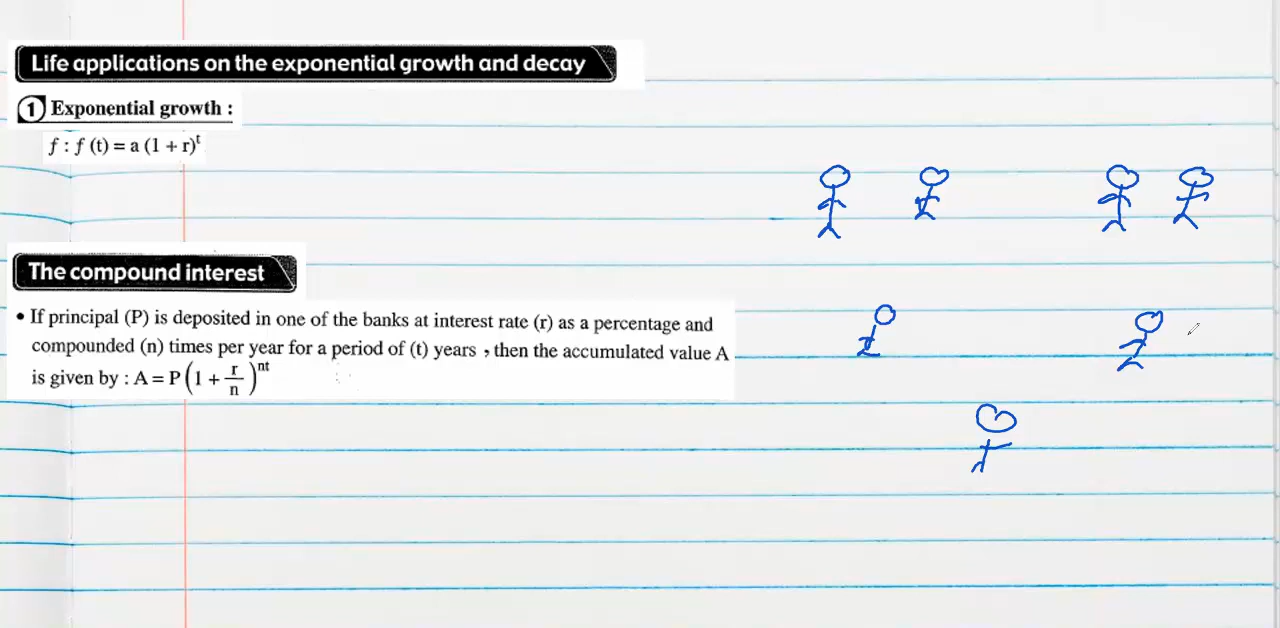 Life applications on the exponential growth and decay
1 Exponential growth :
f : f (t) = a (1 + r)^t
The compound interest
• If principal (P) is deposited in one of the banks at interest rate (r) as a percentage and
compounded (n) times per year for a period of (t) years , then the accumulated value A
is given by : A = P (1 + r/n)^nt